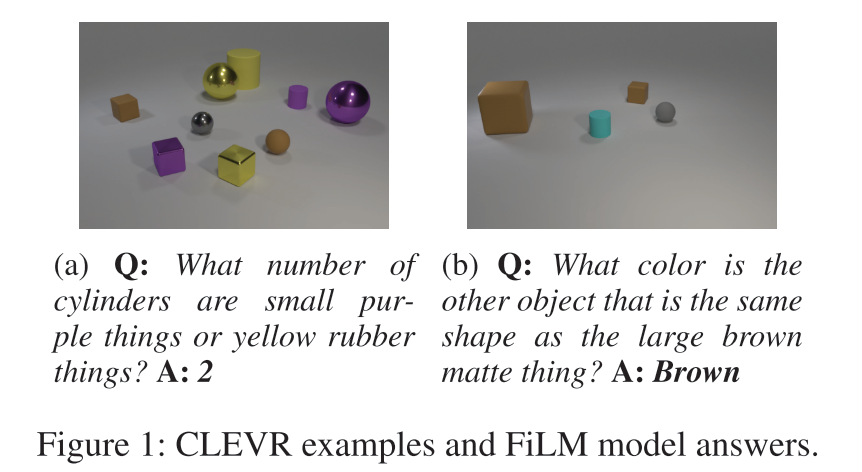 (a) Q: What number of
cylinders are small pur-
ple things or yellow rubber
things? A: 2
(b) Q: What color is the
other object that is the same
shape as the large brown
matte thing? A: Brown
Figure 1: CLEVR examples and FiLM model answers.